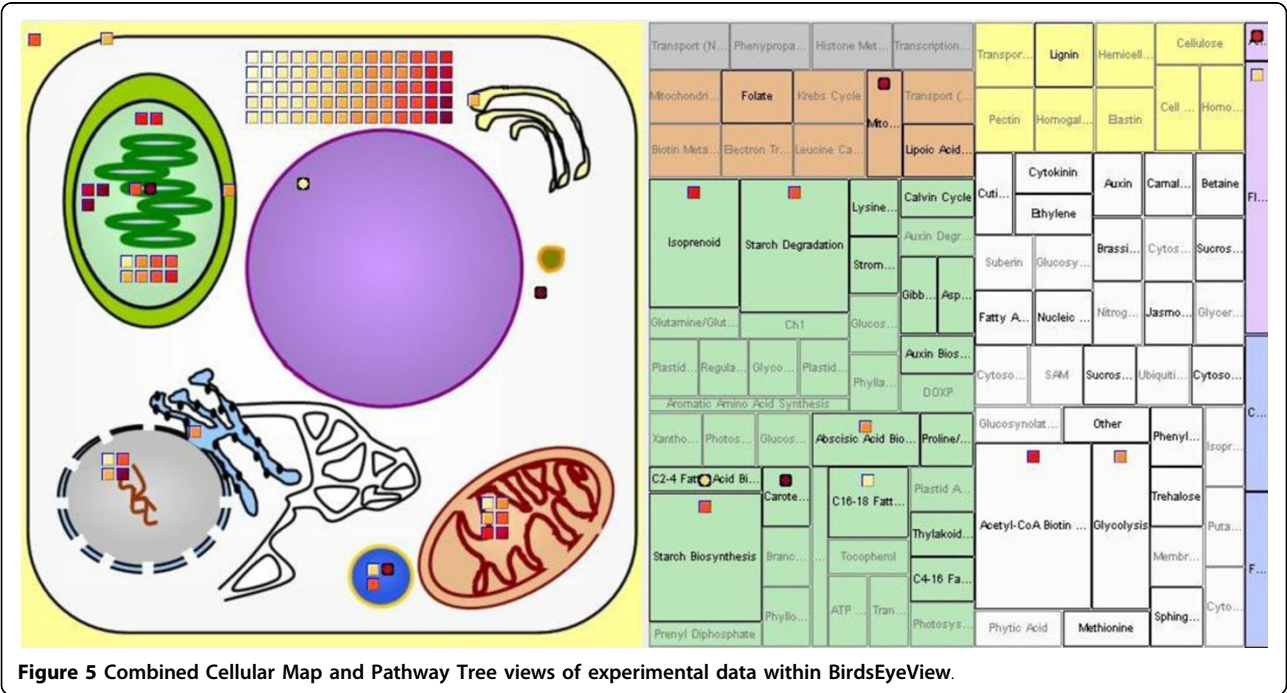 Transport (N...
Phenypropa...
Histone Met...
Transcription...
Mitochondri...
Folate
Krebs Cycle
Mito...
Transport (...
Biotin Meta...
Electron Tr...
Leucine Ca...
Lipoic Acid...
Isoprenoid
Starch Degradation
Lysine...
Calvin Cycle
Auxin Degr...
Strom...
Gibb...
Asp...
Glutamine/Glut...
Ch1
Glucos...
Auxin Bios...
Plastid...
Regula...
Glyco...
Plastid...
Phylla...
DOXP
Aromatic Amino Acid Synthesis
Xantho...
Photos...
Glucos...
Abscisic Acid Bio...
Proline/...
C2-4 Fatt Acid Bi...
Carote...
C16-18 Fatt...
Plastid A...
Starch Biosynthesis
Branc...
Tocopherol
Thylakoid...
C4-16 Fa...
Phyllo...
ATP ...
Tran...
Photosys...
Prenyl Diphosphate
Transpor...
Lignin
Hemicell...
Cellulose
Pectin
Homogal...
Elastin
Cell ...
Homo...
Cuti...
Cytokinin
Ethylene
Auxin
Camal...
Betaine
Suberin
Glucosy...
Brassi...
Cytos...
Sucros...
Fatty A...
Nucleic ...
Nitrog...
Jasmo...
Glycer...
Cytoso...
SAM
Sucros...
Ubiquiti...
Cytoso...
Glucosynolat...
Other
Phenyl...
Isopr...
Acetyl-CoA Biotin ...
Glycolysis
Trehalose
Puta...
Membr...
Sphing...
Cyto...
Phytic Acid
Methionine
A...
Fl...
C...
F...
Figure 5 Combined Cellular Map and Pathway Tree views of experimental data within BirdsEyeView.